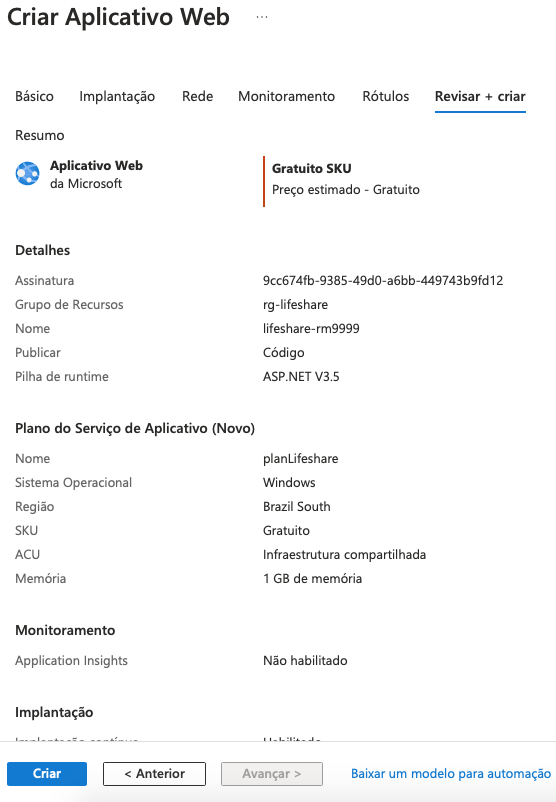 Criar Aplicativo Web ...
Básico Implantação Rede Monitoramento Rótulos Revisar + criar
Resumo
Aplicativo Web
da Microsoft
Gratuito SKU
Preço estimado - Gratuito
Detalhes
Assinatura 9cc674fb-9385-49d0-a6bb-449743b9fd12
Grupo de Recursos rg-lifeshare
Nome lifeshare-rm9999
Publicar Código
Pilha de runtime ASP.NET V3.5
Plano do Serviço de Aplicativo (Novo)
Nome planLifeshare
Sistema Operacional Windows
Região Brazil South
SKU Gratuito
ACU Infraestrutura compartilhada
Memória 1 GB de memória
Monitoramento
Application Insights Não habilitado
Implantação
Implantação contínua Habilitado
Criar < Anterior Avançar > Baixar um modelo para automação